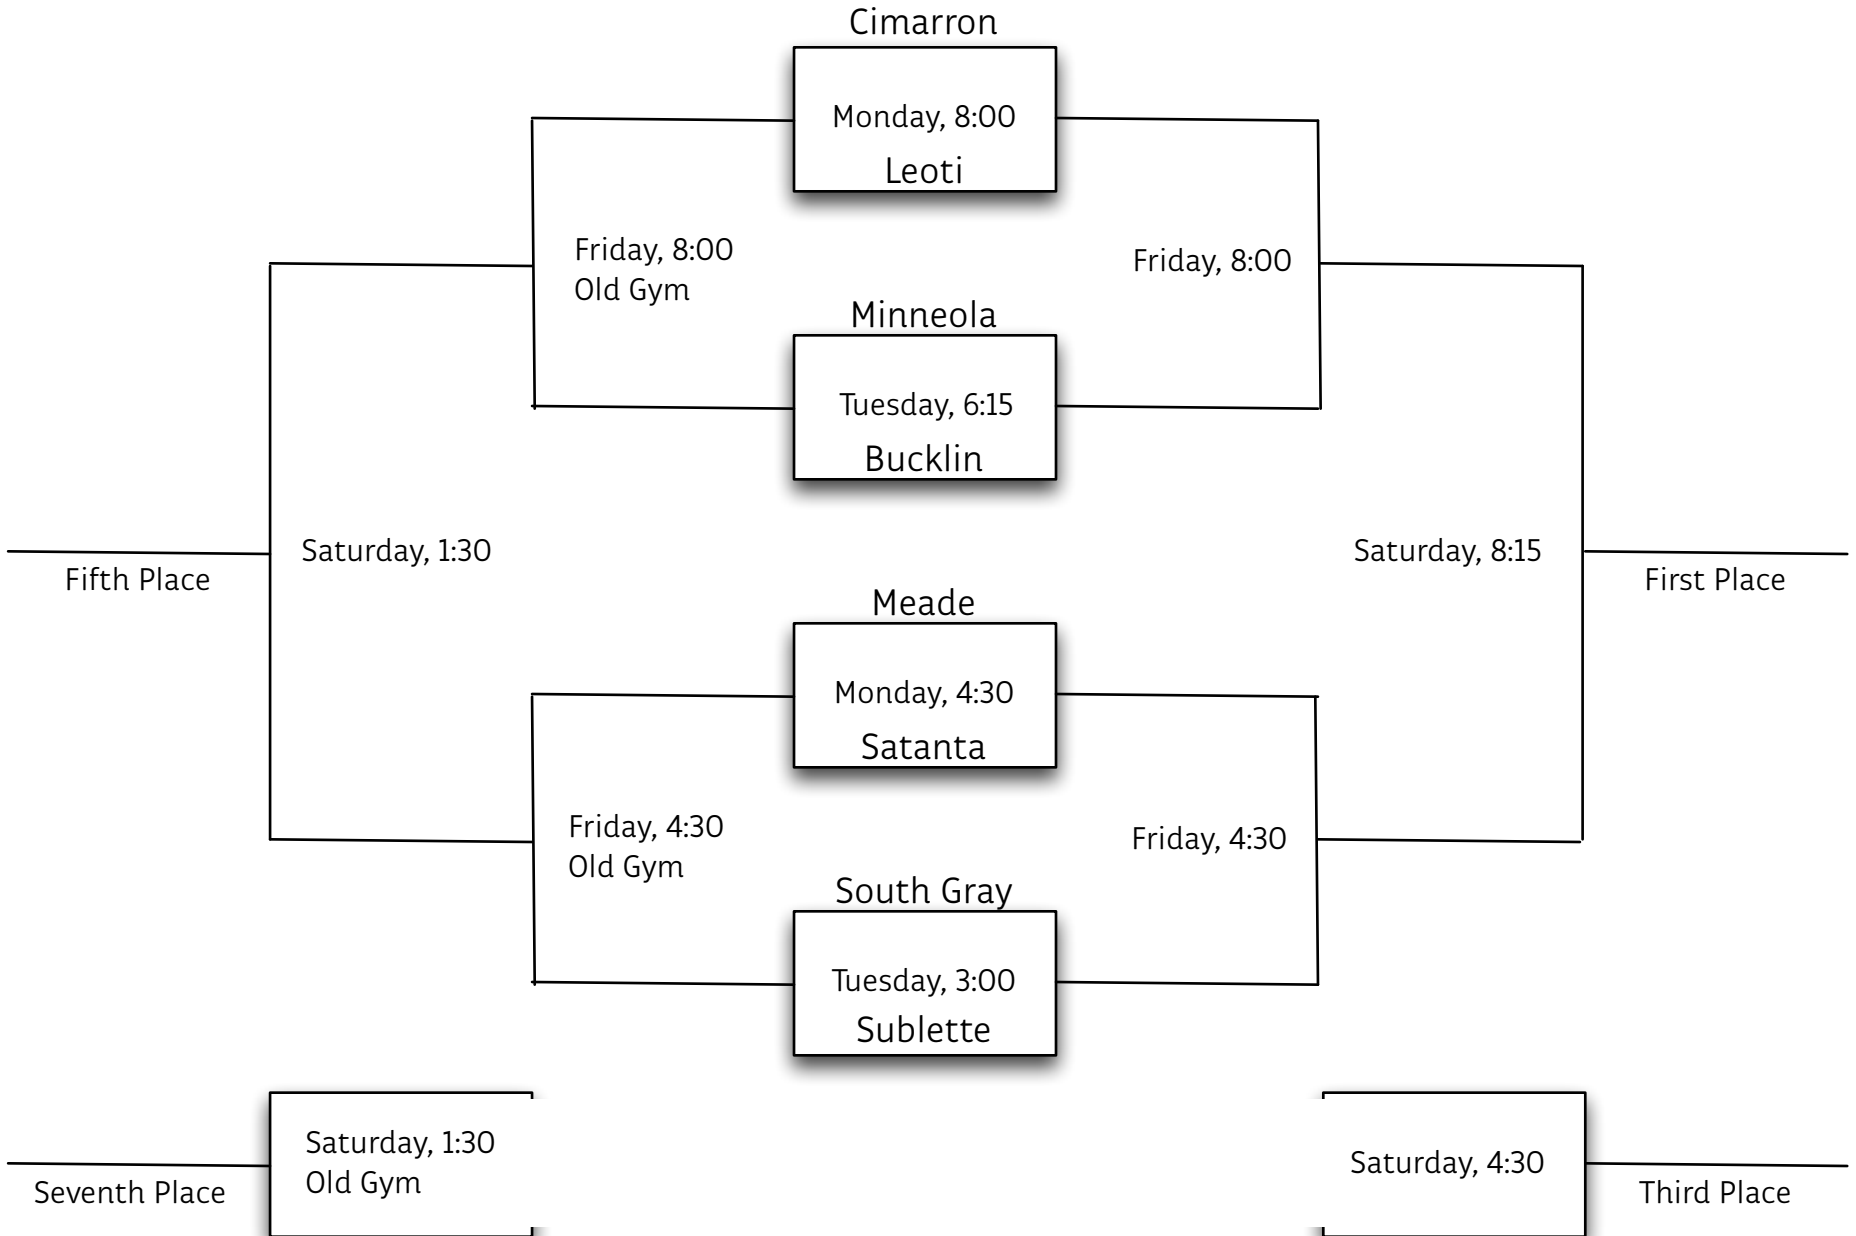 Cimarron
Monday, 8:00
Leoti
Friday, 8:00
Old Gym
Friday, 8:00
Minneola
Tuesday, 6:15
Bucklin
Saturday, 1:30
Saturday, 8:15
Fifth Place
First Place
Meade
Monday, 4:30
Satanta
Friday, 4:30
Old Gym
Friday, 4:30
South Gray
Tuesday, 3:00
Sublette
Saturday, 1:30
Old Gym
Saturday, 4:30
Seventh Place
Third Place